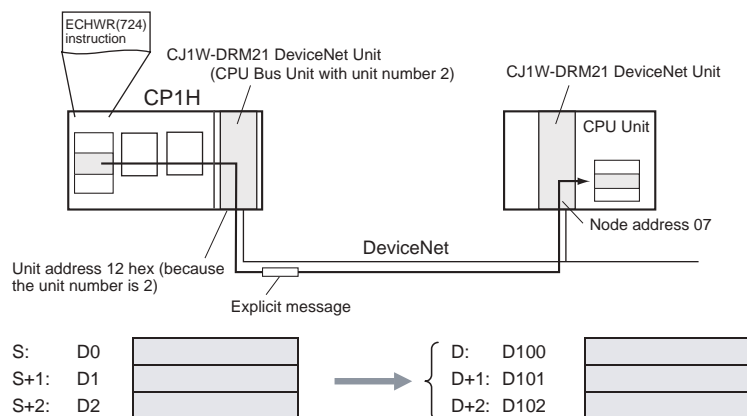 ECHWR(724)
instruction
CJ1W-DRM21 DeviceNet Unit
(CPU Bus Unit with unit number 2)
CJ1W-DRM21 DeviceNet Unit
CP1H
CPU Unit
Node address 07
DeviceNet
Unit address 12 hex (because
the unit number is 2)
Explicit message
S: D0
D: D100
S+1: D1
D+1: D101
S+2: D2
D+2: D102